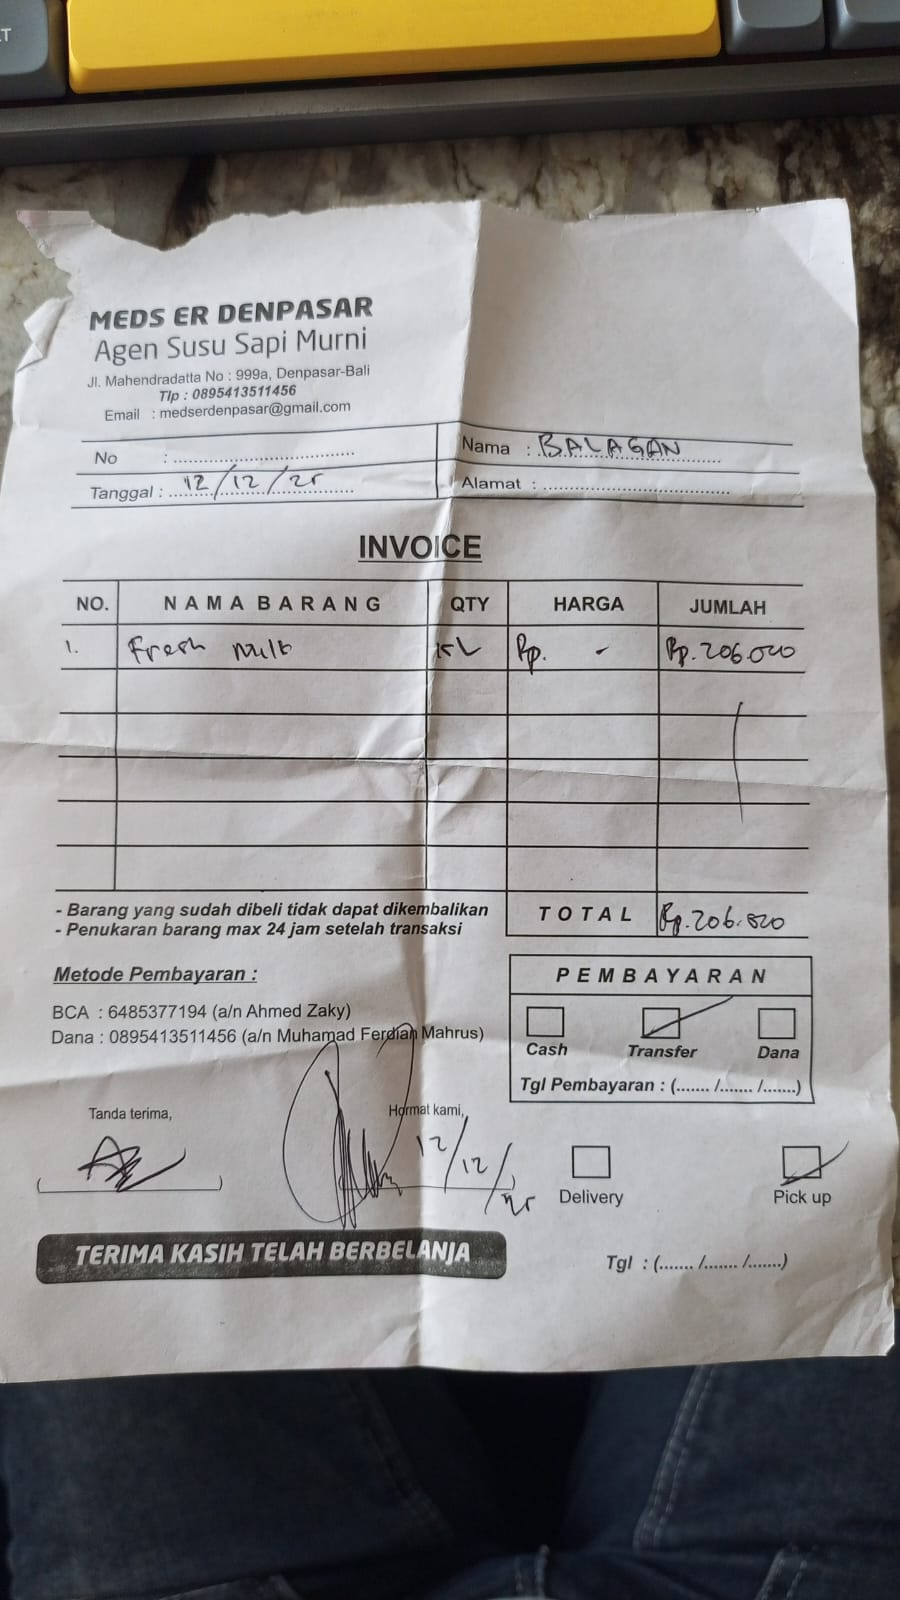 MEDS ER DENPASAR
Agen Susu Sapi Murni
Jl. Mahendradatta No : 999a, Denpasar-Bali
Tlp : 0895413511456
Email : medserdenpasar@gmail.com
No : ..............................
Tanggal : 12/12/25
Nama : BALAGAN
Alamat : ..............................
INVOICE
NO. NAMA BARANG QTY HARGA JUMLAH
1. Fresh milk L Rp. - Rp. 206.000
- Barang yang sudah dibeli tidak dapat dikembalikan
- Penukaran barang max 24 jam setelah transaksi
TOTAL Rp. 206.000
Metode Pembayaran :
BCA : 6485377194 (a/n Ahmed Zaky)
Dana : 0895413511456 (a/n Muhamad Ferdian Mahrus)
PEMBAYARAN
Cash Transfer Dana
Tgl Pembayaran : (....... /....... /.......)
Tanda terima,
Hormat kami,
12/12/25
Delivery Pick up
TERIMA KASIH TELAH BERBELANJA
Tgl : (....... /....... /.......)